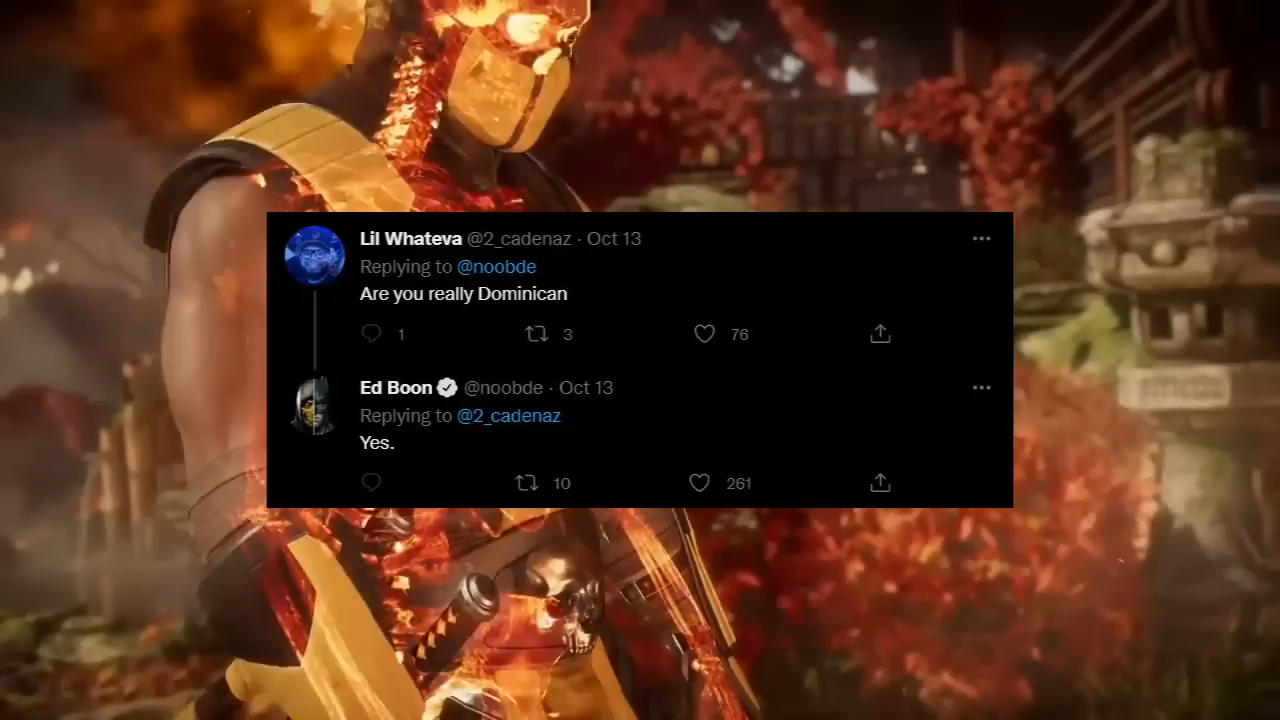 Lil Whateva @2_cadenaz · Oct 13
Replying to @noobde
Are you really Dominican
1 3 76
Ed Boon @noobde · Oct 13
Replying to @2_cadenaz
Yes.
10 261